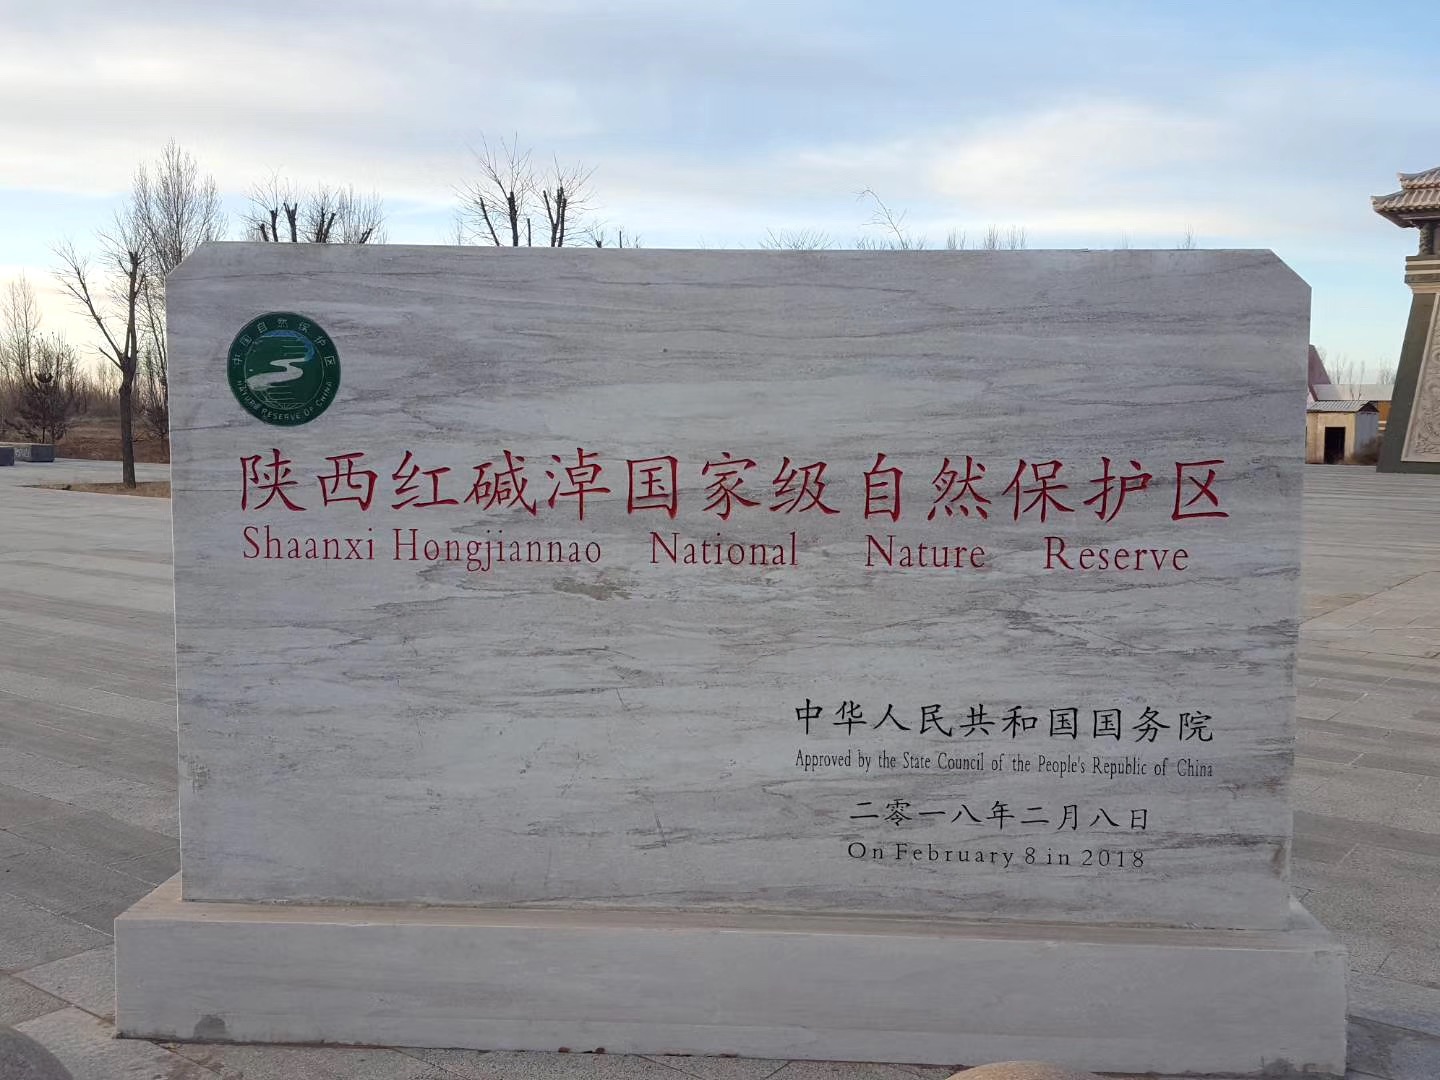 中国自然保护区
NATURE RESERVE OF CHINA
陕西红碱淖国家级自然保护区
Shaanxi Hongjiannao National Nature Reserve
中华人民共和国国务院
Approved by the State Council of the People's Republic of China
二零一八年二月八日
On February 8 in 2018